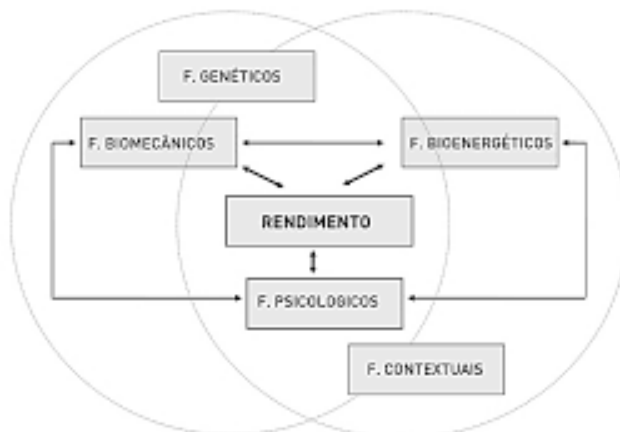 F. GENÉTICOS
F. BIOMECÂNICOS
F. BIOENERGÉTICOS
RENDIMENTO
F. PSICOLOGICOS
F. CONTEXTUAIS